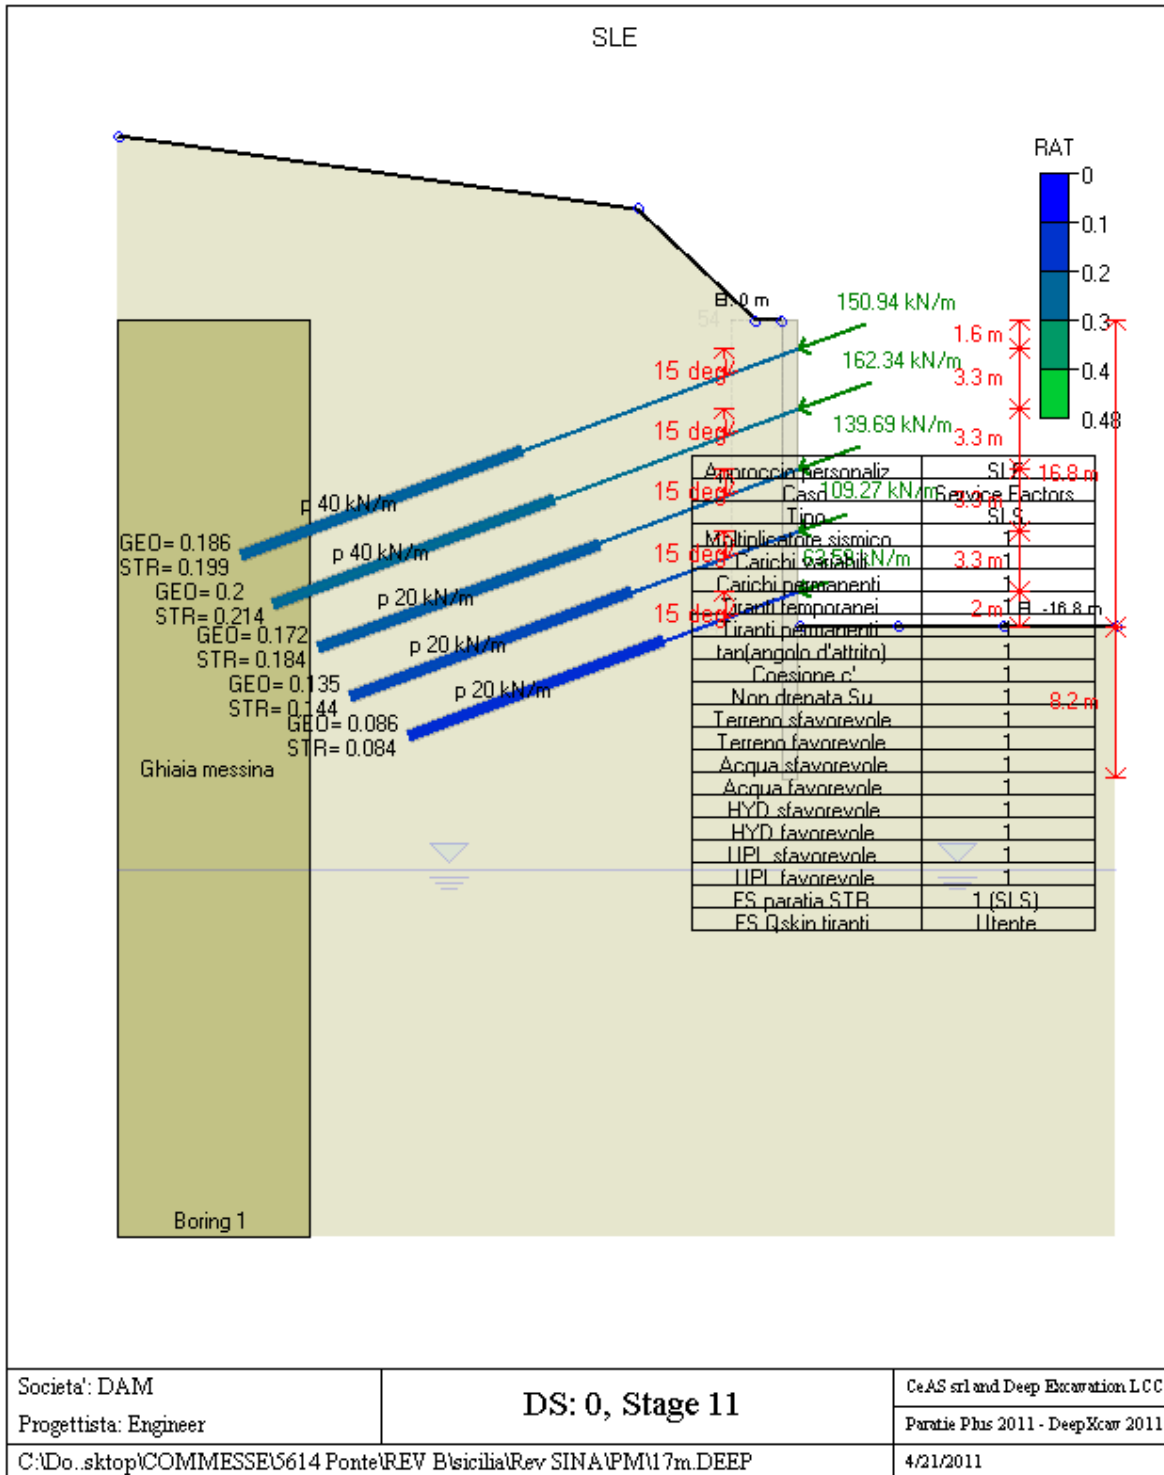 SLE
RAT
0
0.1
0.2
0.3
0.4
0.48
El. 0 m
54
150.94 kN/m
162.34 kN/m
139.69 kN/m
109.27 kN/m
63.59 kN/m
15 deg
15 deg
15 deg
15 deg
15 deg
1.6 m
3.3 m
3.3 m
3.3 m
3.3 m
2 m
16.8 m
8.2 m
El. -16.8 m
p 40 kN/m
p 40 kN/m
p 20 kN/m
p 20 kN/m
p 20 kN/m
GEO= 0.186
STR= 0.199
GEO= 0.2
STR= 0.214
GEO= 0.172
STR= 0.184
GEO= 0.135
STR= 0.144
GEO= 0.086
STR= 0.084
Ghiaia messina
Boring 1
Approccio personaliz SLE
Caso Service Factors
Tipo SLS
Moltiplicatore sismico 1
Carichi variabili 1
Carichi permanenti 1
Tiranti temporanei 1
Tiranti permanenti 1
tan(angolo d'attrito) 1
Coesione c' 1
Non drenata Su 1
Terreno sfavorevole 1
Terreno favorevole 1
Acqua sfavorevole 1
Acqua favorevole 1
HYD sfavorevole 1
HYD favorevole 1
UPL sfavorevole 1
UPL favorevole 1
FS paratia STR 1 (SLS)
FS Qskin tiranti Utente
Societa': DAM
Progettista: Engineer
DS: 0, Stage 11
CeAS srl and Deep Excavation LCC
Paratie Plus 2011 - DeepXcav 2011
C:\Do..sktop\COMMESSE\5614 Ponte\REV B\sicilia\Rev SINA\PM\17m.DEEP
4/21/2011